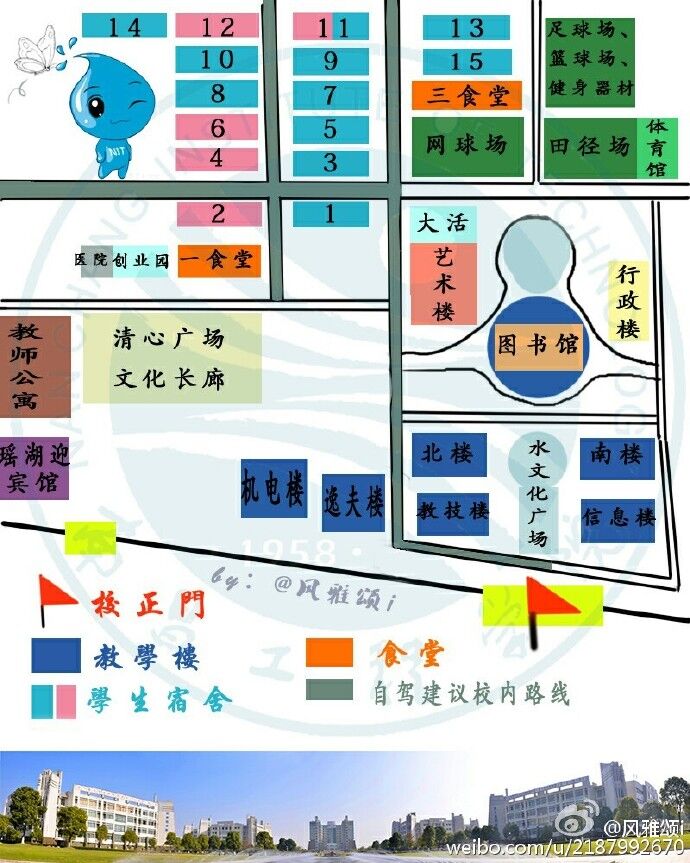 14
12
11
13
足球场、
篮球场、
健身器材
10
9
15
8
7
三食堂
6
5
网球场
田径场
体育馆
4
3
NIT
2
1
大活
医院
创业园
一食堂
艺术楼
行政楼
教师公寓
清心广场
文化长廊
图书馆
瑶湖迎
宾馆
北楼
水文化广场
南楼
机电楼
逸夫楼
教技楼
信息楼
1958
by：@风雅颂i
校正門
教學樓
食堂
學生宿舍
自驾建议校内路线
@风雅颂i
weibo.com/u/2187992670